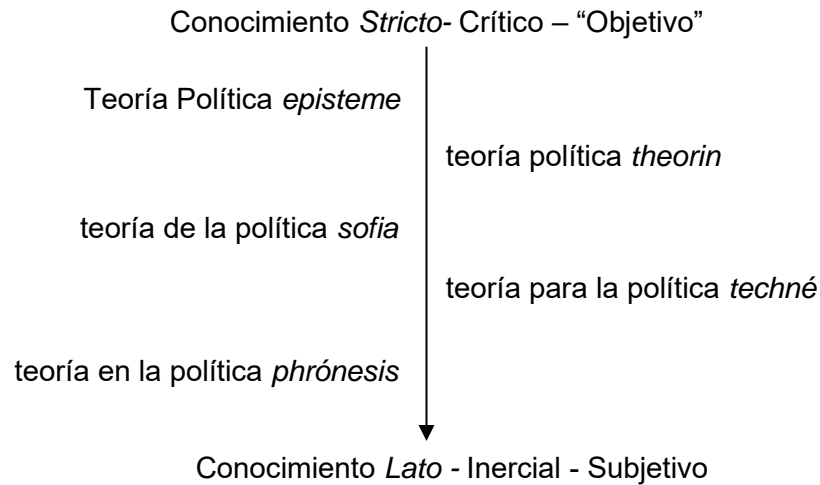 Conocimiento Stricto- Crítico – “Objetivo”
Teoría Política episteme
teoría política theorin
teoría de la política sofia
teoría para la política techné
teoría en la política phrónesis
Conocimiento Lato - Inercial - Subjetivo